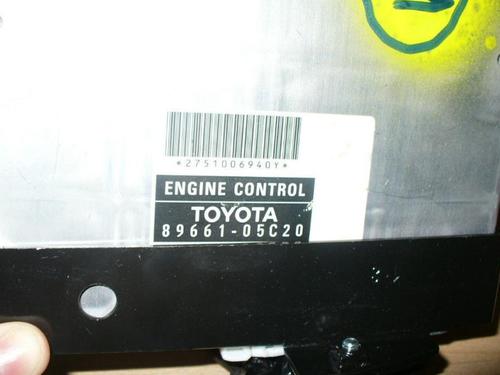 *2751006940Y*
ENGINE CONTROL
TOYOTA
89661-05C20